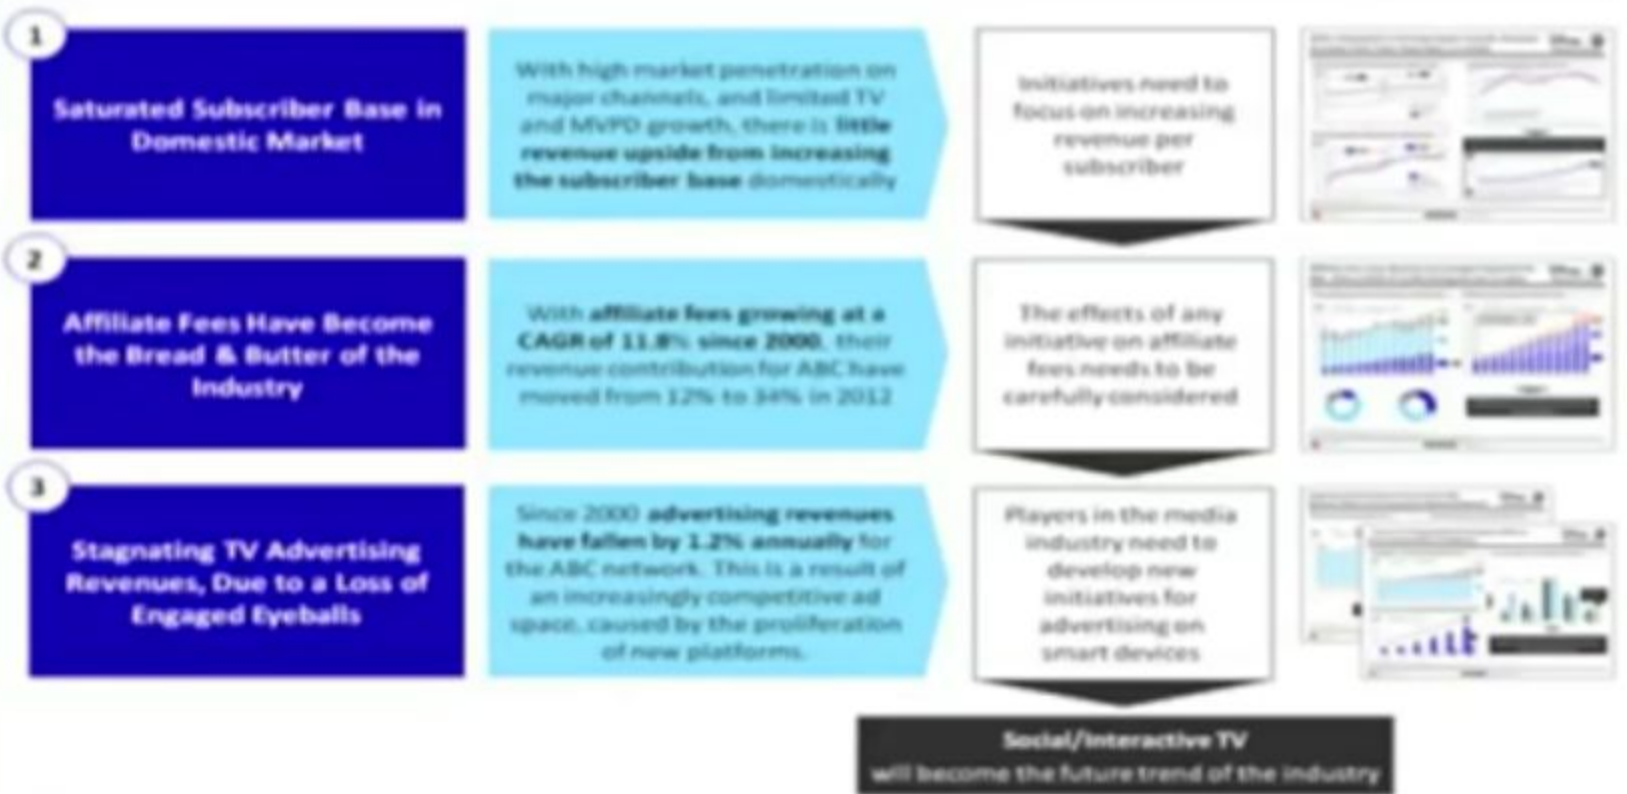 1
Saturated Subscriber Base in
Domestic Market
With high market penetration on
major channels, and limited TV
and MVPD growth, there is little
revenue upside from increasing
the subscriber base domestically
Initiatives need to
focus on increasing
revenue per
subscriber
2
Affiliate Fees Have Become
the Bread & Butter of the
Industry
With affiliate fees growing at a
CAGR of 11.8% since 2000, their
revenue contribution for ABC have
moved from 12% to 34% in 2012
The effects of any
initiative on affiliate
fees needs to be
carefully considered
3
Stagnating TV Advertising
Revenues, Due to a Loss of
Engaged Eyeballs
Since 2000 advertising revenues
have fallen by 1.2% annually for
the ABC network. This is a result of
an increasingly competitive ad
space, caused by the proliferation
of new platforms.
Players in the media
industry need to
develop new
initiatives for
advertising on
smart devices
Social/Interactive TV
will become the future trend of the industry